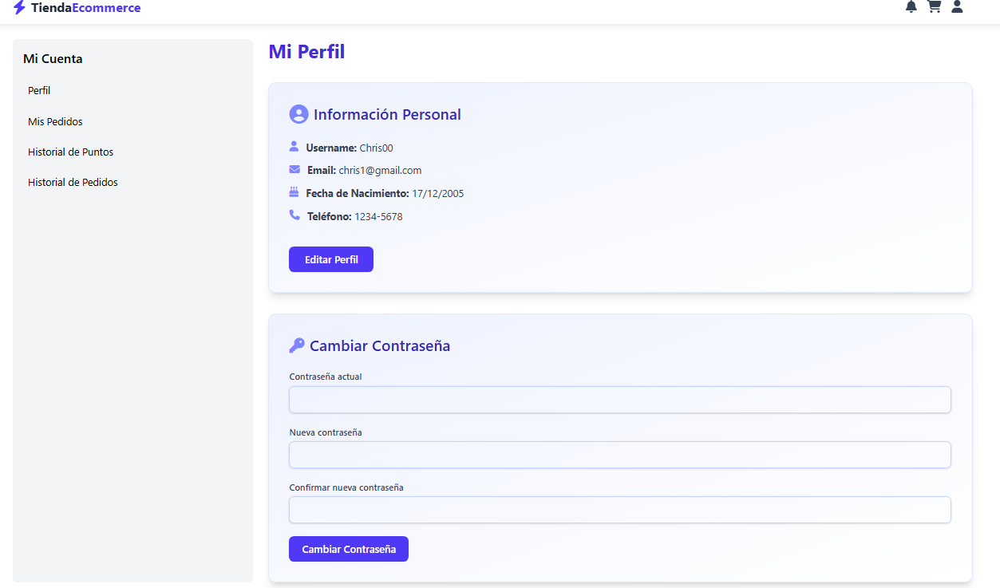 TiendaEcommerce
Mi Cuenta
Perfil
Mis Pedidos
Historial de Puntos
Historial de Pedidos
Mi Perfil
Información Personal
Username: Chris00
Email: chris1@gmail.com
Fecha de Nacimiento: 17/12/2005
Teléfono: 1234-5678
Editar Perfil
Cambiar Contraseña
Contraseña actual
Nueva contraseña
Confirmar nueva contraseña
Cambiar Contraseña